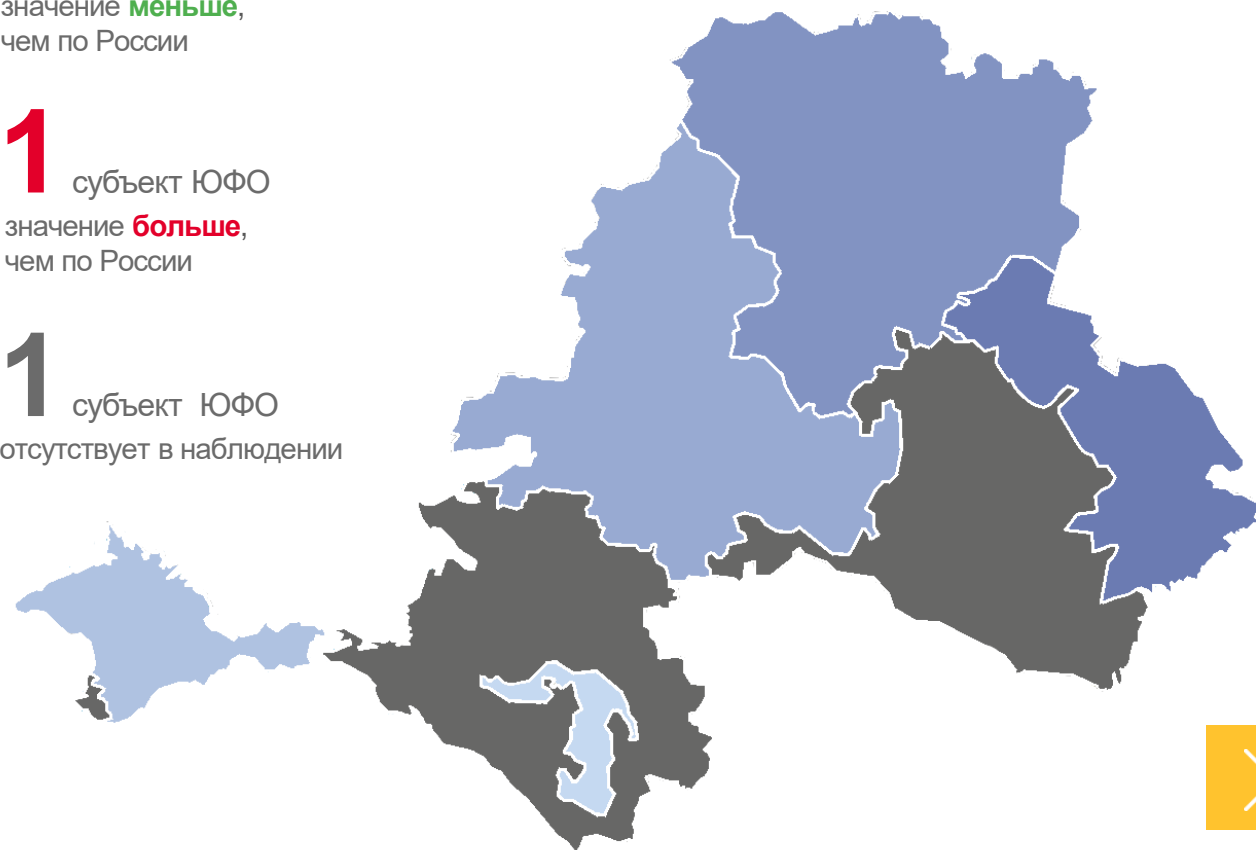 значение меньше,
чем по России
1 субъект ЮФО
значение больше,
чем по России
1 субъект ЮФО
отсутствует в наблюдении